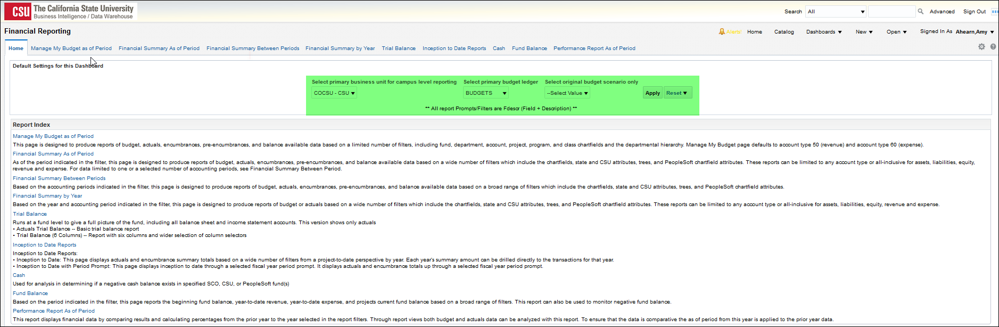 CSU The California State University
Business Intelligence / Data Warehouse
Search All Advanced Sign Out
Financial Reporting
Alerts! Home Catalog Dashboards New Open Signed In As Ahearn,Amy
Home Manage My Budget as of Period Financial Summary As of Period Financial Summary Between Periods Financial Summary by Year Trial Balance Inception to Date Reports Cash Fund Balance Performance Report As of Period
Default Settings for this Dashboard
Select primary business unit for campus level reporting Select primary budget ledger Select original budget scenario only
COCSU - CSU BUDGETS --Select Value Apply Reset
** All report Prompts/Filters are Fdescr (Field + Description) **
Report Index
Manage My Budget as of Period
This page is designed to produce reports of budget, actuals, encumbrances, pre-encumbrances, and balance available data based on a limited number of filters, including fund, department, account, project, program, and class chartfields and the departmental hierarchy. Manage My Budget page defaults to account type 50 (revenue) and account type 60 (expense).
Financial Summary As of Period
As of the period indicated in the filter, this page is designed to produce reports of budget, actuals, encumbrances, pre-encumbrances, and balance available data based on a wide number of filters which include the chartfields, state and CSU attributes, trees, and PeopleSoft chartfield attributes. These reports can be limited to any account type or all-inclusive for assets, liabilities, equity,
revenue and expense. For data limited to one or a selected number of accounting periods, see Financial Summary Between Period.
Financial Summary Between Periods
Based on the accounting periods indicated in the filter, this page is designed to produce reports of budget, actuals, encumbrances, pre-encumbrances, and balance available data based on a broad range of filters which include the chartfields, state and CSU attributes, trees, and PeopleSoft chartfield attributes.
Financial Summary by Year
Based on the year and accounting period indicated in the filter, this page is designed to produce reports of budget or actuals based on a wide number of filters which include the chartfields, state and CSU attributes, trees, and PeopleSoft chartfield attributes. These reports can be limited to any account type or all-inclusive for assets, liabilities, equity, revenue and expense.
Trial Balance
Runs at a fund level to give a full picture of the fund, including all balance sheet and income statement accounts. This version shows only actuals
• Actuals Trial Balance -- Basic trial balance report
• Trial Balance (6 Columns) -- Report with six columns and wider selection of column selectors
Inception to Date Reports
Inception to Date Reports:
• Inception to Date: This page displays actuals and encumbrance summary totals based on a wide number of filters from a project-to-date perspective by year. Each year's summary amount can be drilled directly to the transactions for that year.
• Inception to Date with Period Prompt: This page displays inception to date through a selected fiscal year period prompt. It displays actuals and encumbrance totals up through a selected fiscal year period prompt.
Cash
Used for analysis in determining if a negative cash balance exists in specified SCO, CSU, or PeopleSoft fund(s)
Fund Balance
Based on the period indicated in the filter, this page reports the beginning fund balance, year-to-date revenue, year-to-date expense, and projects current fund balance based on a broad range of filters. This report can also be used to monitor negative fund balance.
Performance Report As of Period
This report displays financial data by comparing results and calculating percentages from the prior year to the year selected in the report filters. Through report views both budget and actuals data can be analyzed with this report. To ensure that the data is comparative the as of period from this year is applied to the prior year data.